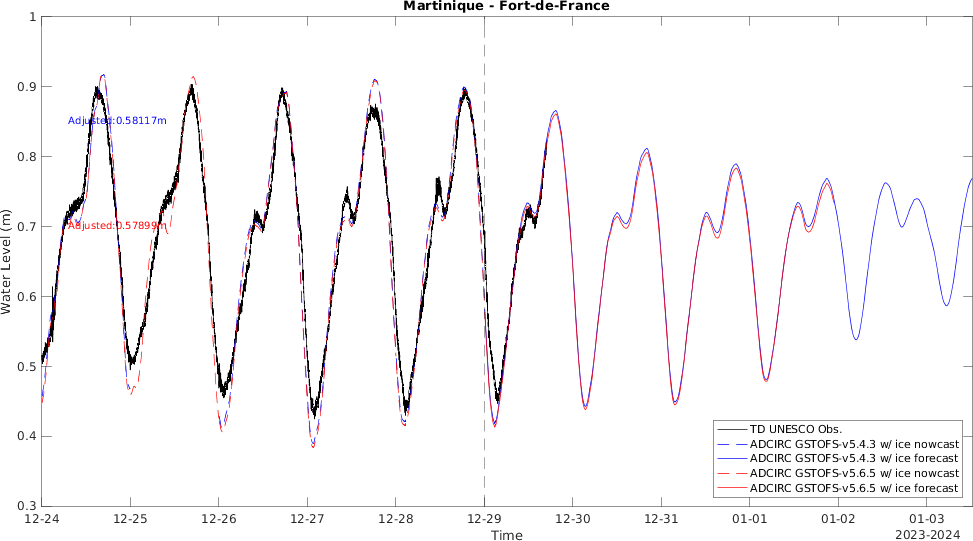 Martinique - Fort-de-France
Water Level (m)
1
0.9
0.8
0.7
0.6
0.5
0.4
0.3
Adjusted:0.58117m
Adjusted:0.57899m
TD UNESCO Obs.
ADCIRC GSTOFS-v5.4.3 w/ ice nowcast
ADCIRC GSTOFS-v5.4.3 w/ ice forecast
ADCIRC GSTOFS-v5.6.5 w/ ice nowcast
ADCIRC GSTOFS-v5.6.5 w/ ice forecast
12-24 12-25 12-26 12-27 12-28 12-29 12-30 12-31 01-01 01-02 01-03
Time
2023-2024